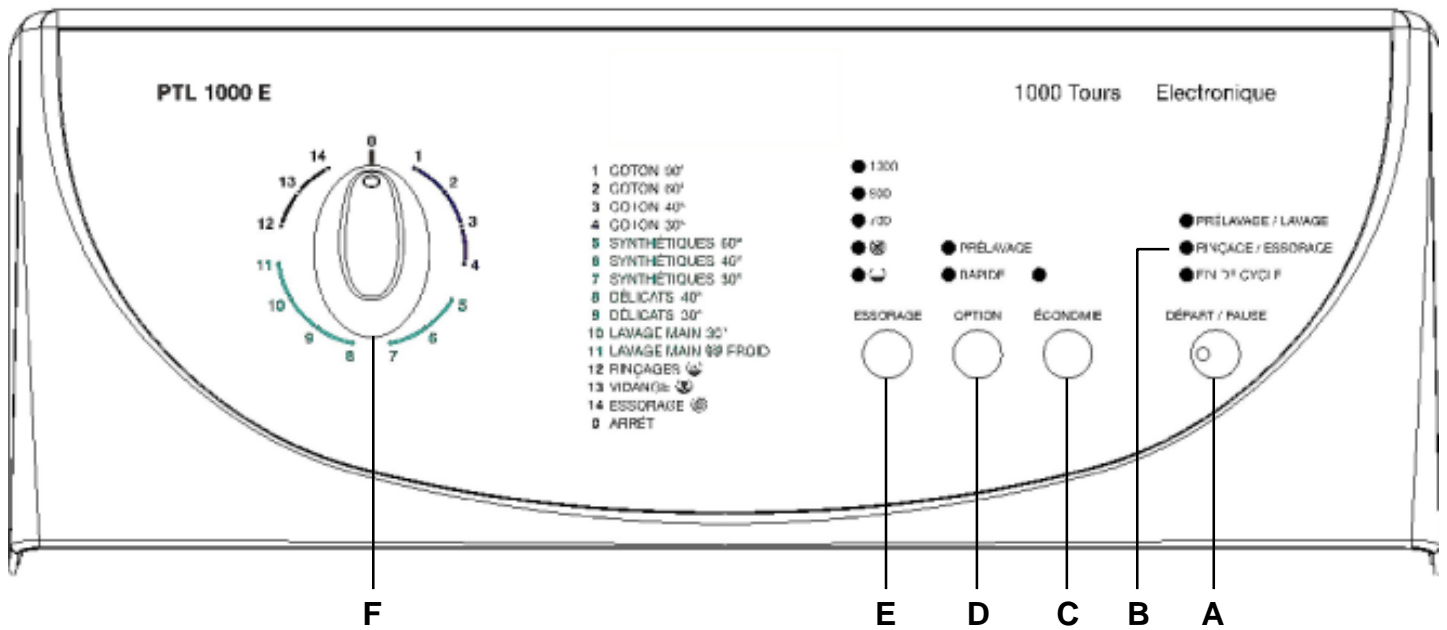 PTL 1000 E
1000 Tours Electronique
0
14
1
13
2
12
3
11
4
10
5
9
6
8
7
1 COTON 90°
2 COTON 60°
3 COTON 40°
4 COTON 30°
5 SYNTHÉTIQUES 60°
6 SYNTHÉTIQUES 40°
7 SYNTHÉTIQUES 30°
8 DÉLICATS 40°
9 DÉLICATS 30°
10 LAVAGE MAIN 30°
11 LAVAGE MAIN FROID
12 RINÇAGES
13 VIDANGE
14 ESSORAGE
0 ARRÊT
900
700
PRÉLAVAGE
RAPIDE
PRÉLAVAGE / LAVAGE
RINÇAGE / ESSORAGE
FIN DE CYCLE
ESSORAGE
OPTION
ÉCONOMIE
DÉPART / PAUSE
F
E
D
C
B
A